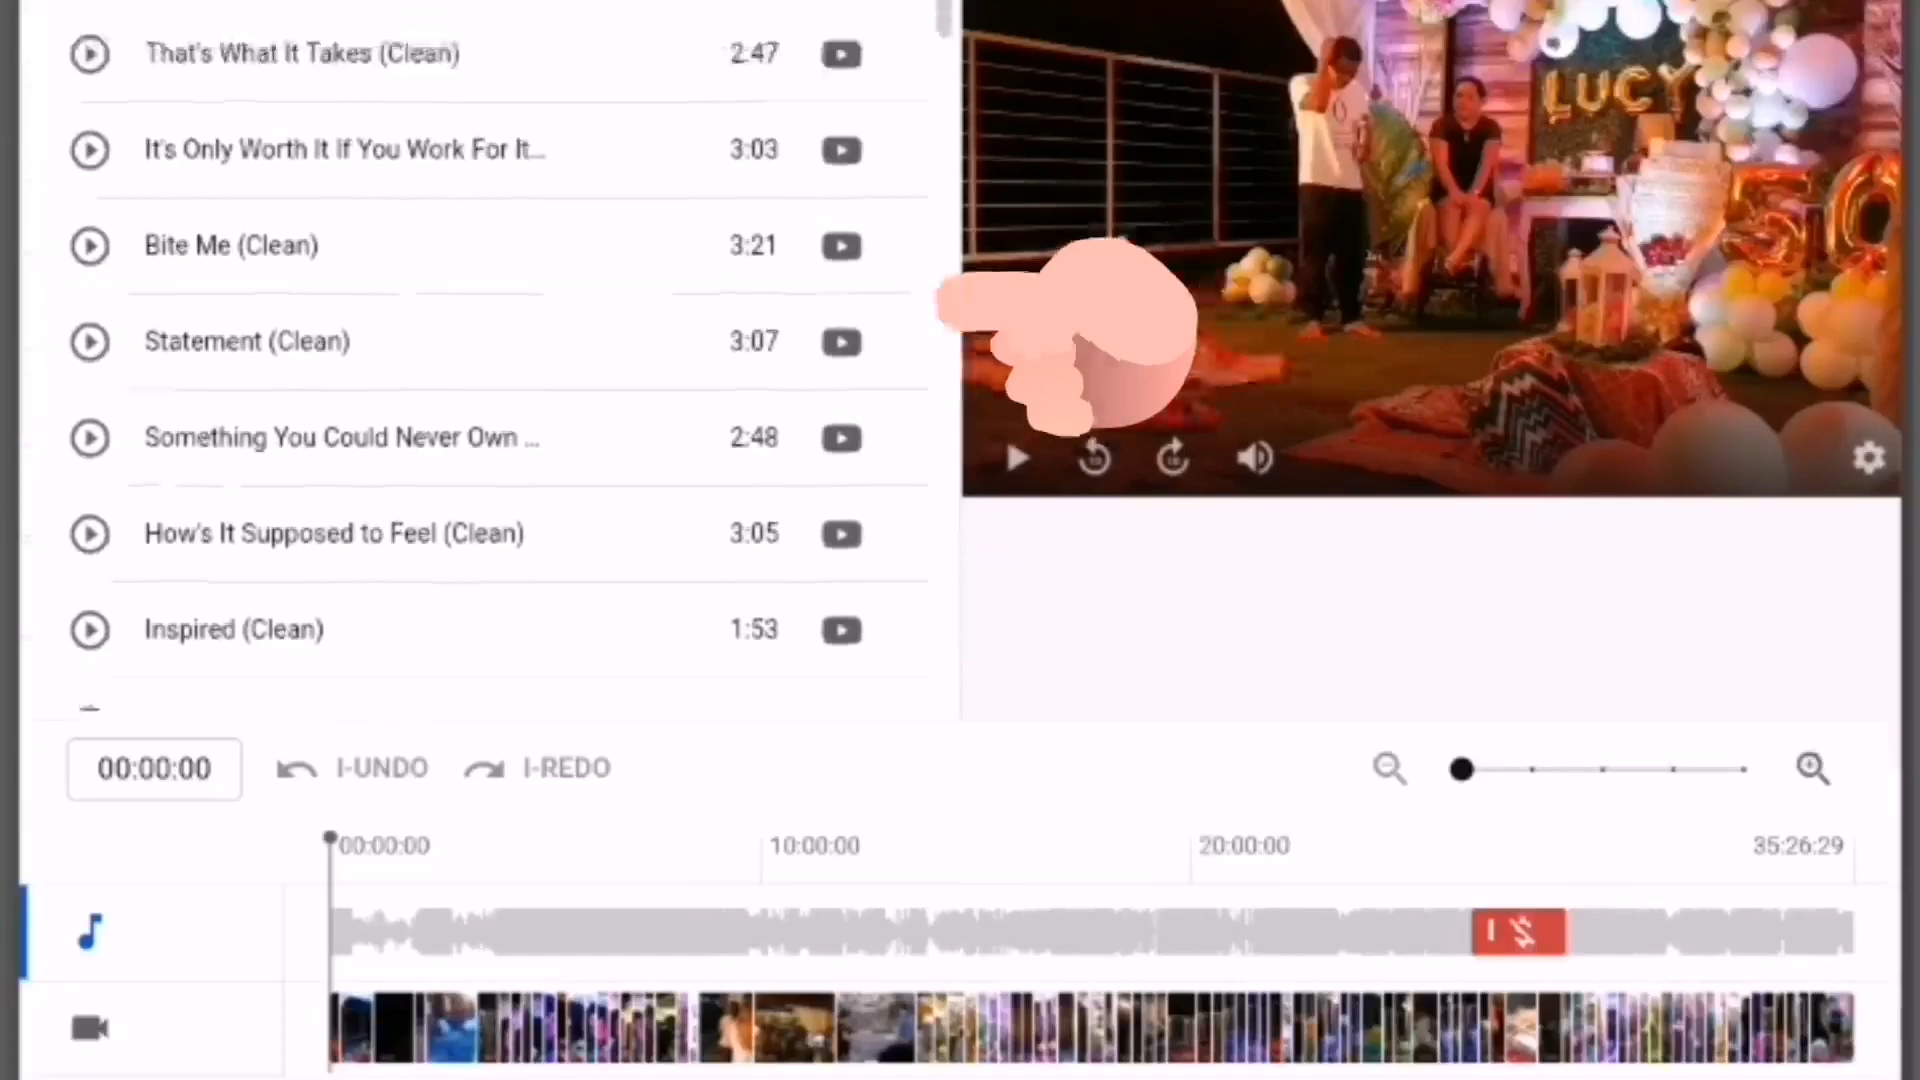 That's What It Takes (Clean) 2:47
It's Only Worth It If You Work For It... 3:03
Bite Me (Clean) 3:21
Statement (Clean) 3:07
Something You Could Never Own ... 2:48
How's It Supposed to Feel (Clean) 3:05
Inspired (Clean) 1:53
LUCY
50
00:00:00 I-UNDO I-REDO
00:00:00 10:00:00 20:00:00 35:26:29